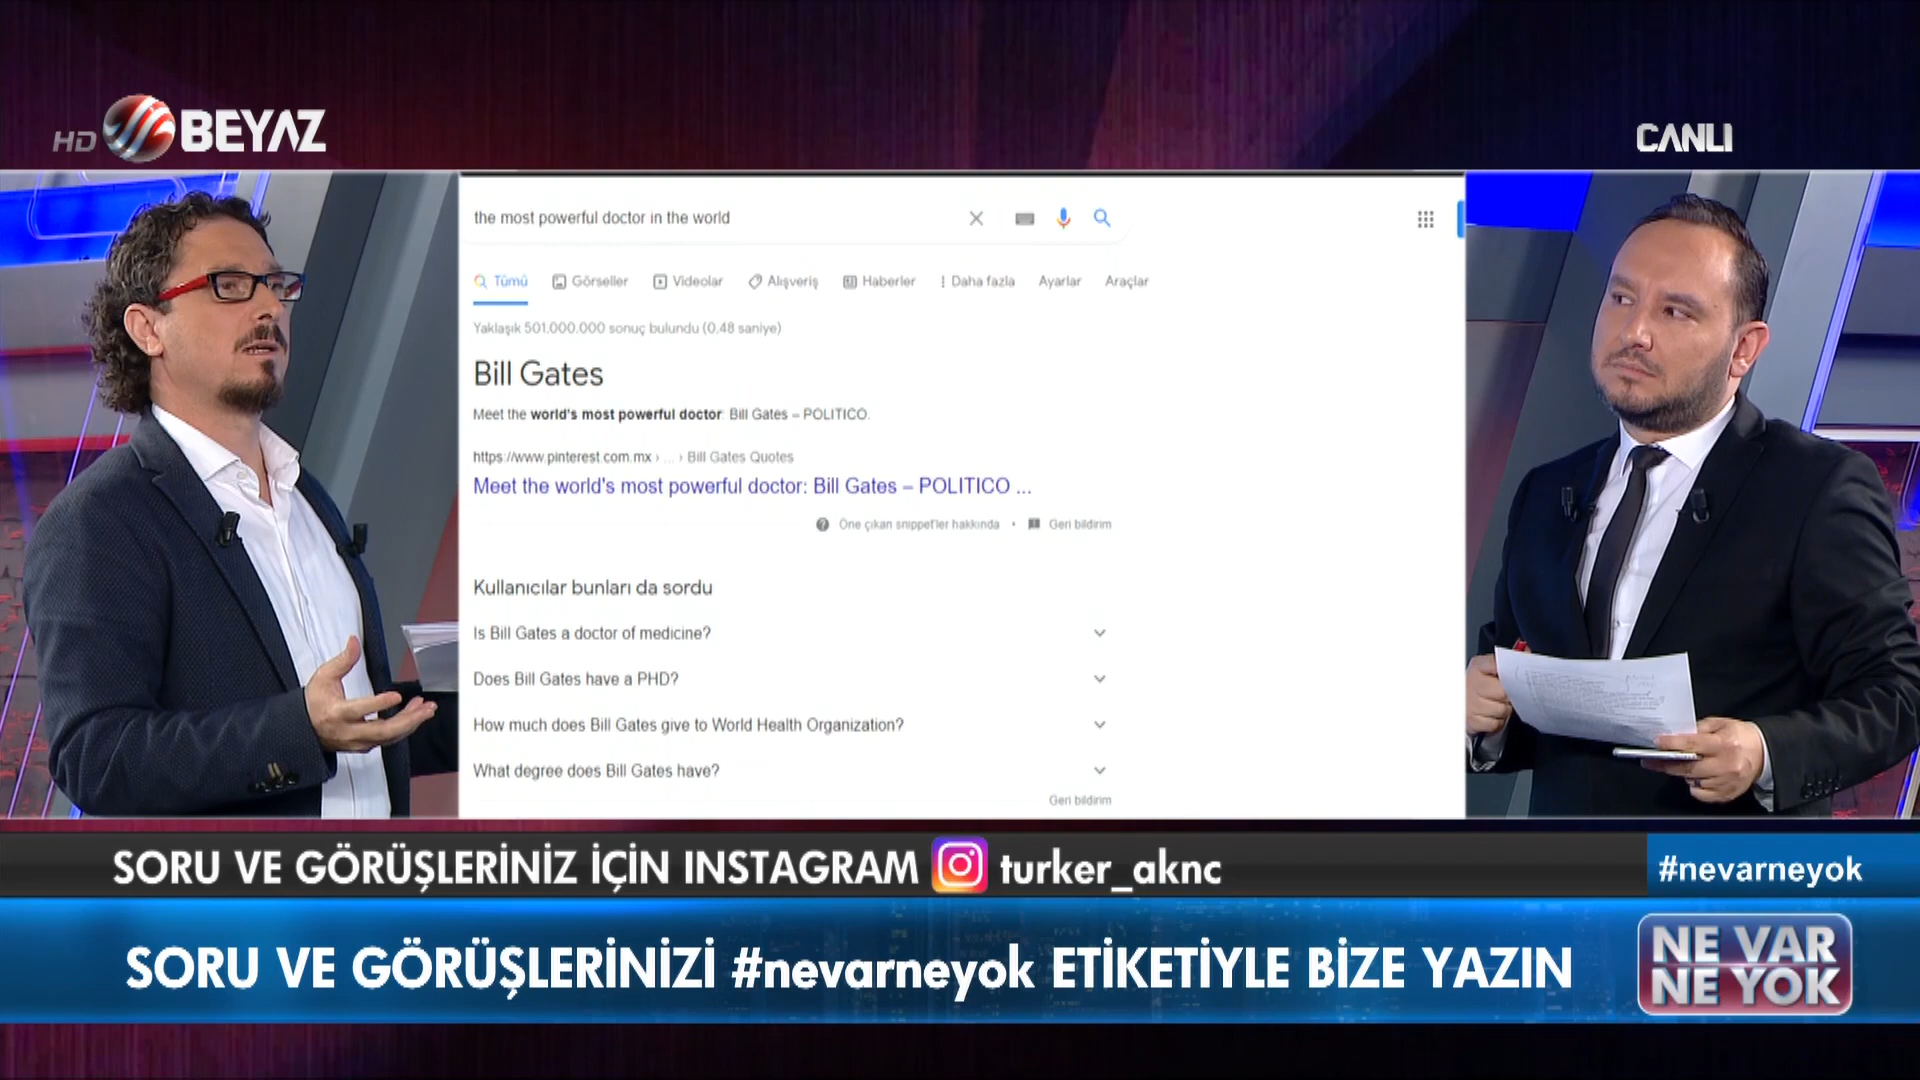 HD BEYAZ
CANLI
the most powerful doctor in the world
Tümü Görseller Videolar Alışveriş Haberler Daha fazla Ayarlar Araçlar
Yaklaşık 501.000.000 sonuç bulundu (0,48 saniye)
Bill Gates
Meet the world's most powerful doctor: Bill Gates – POLITICO.
https://www.pinterest.com.mx › ... › Bill Gates Quotes
Meet the world's most powerful doctor: Bill Gates – POLITICO ...
Öne çıkan snippet'ler hakkında • Geri bildirim
Kullanıcılar bunları da sordu
Is Bill Gates a doctor of medicine?
Does Bill Gates have a PHD?
How much does Bill Gates give to World Health Organization?
What degree does Bill Gates have?
Geri bildirim
SORU VE GÖRÜŞLERİNİZ İÇİN INSTAGRAM turker_aknc
#nevarneyok
SORU VE GÖRÜŞLERİNİZİ #nevarneyok ETİKETİYLE BİZE YAZIN
NE VAR
NE YOK